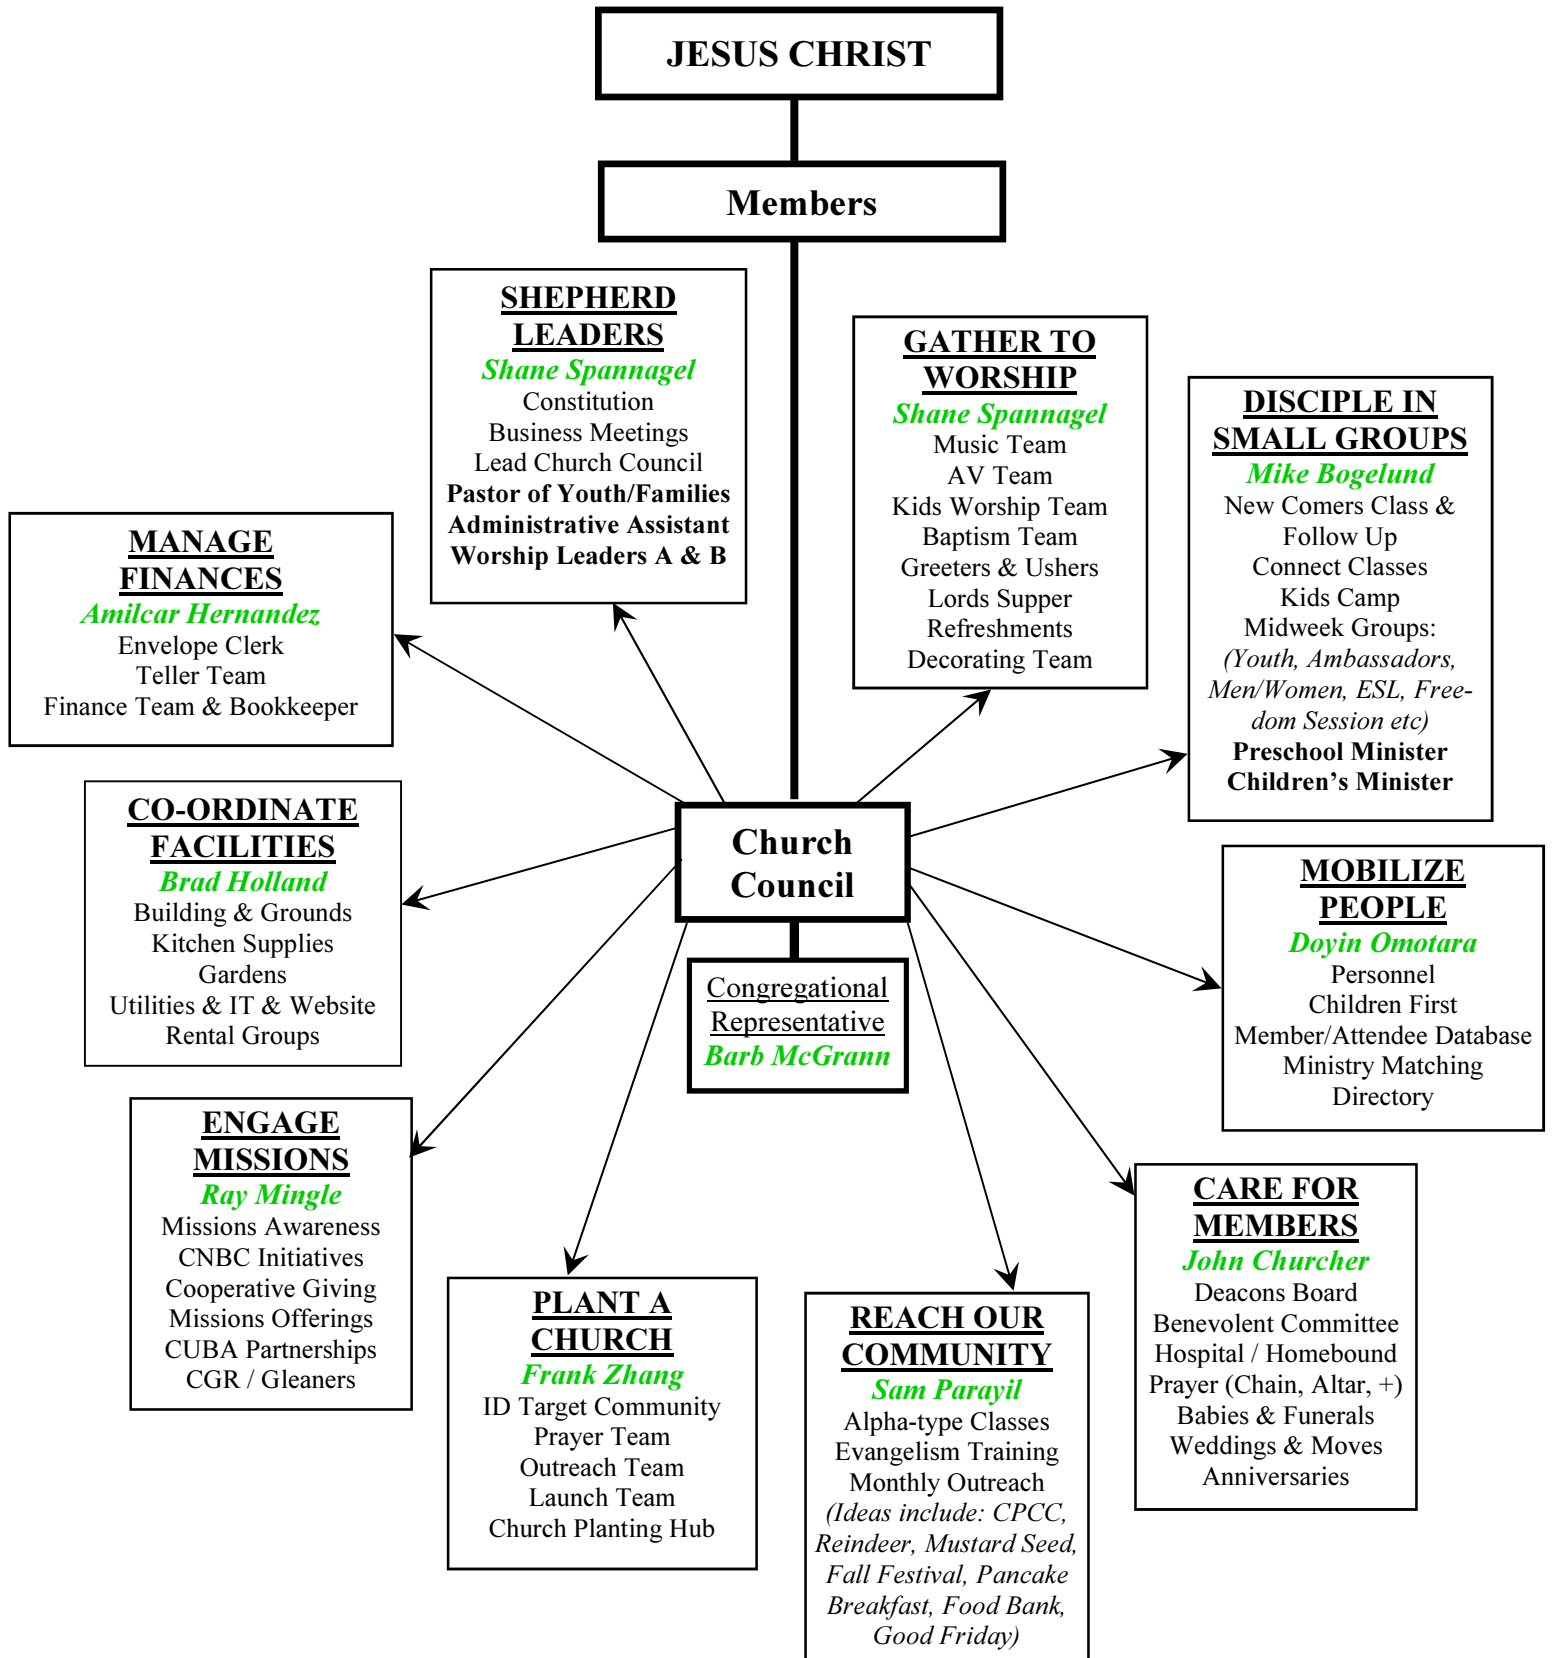 JESUS CHRIST
Members
SHEPHERD
LEADERS
Shane Spannagel
Constitution
Business Meetings
Lead Church Council
Pastor of Youth/Families
Administrative Assistant
Worship Leaders A & B
GATHER TO
WORSHIP
Shane Spannagel
Music Team
AV Team
Kids Worship Team
Baptism Team
Greeters & Ushers
Lords Supper
Refreshments
Decorating Team
DISCIPLE IN
SMALL GROUPS
Mike Bogelund
New Comers Class &
Follow Up
Connect Classes
Kids Camp
Midweek Groups:
(Youth, Ambassadors,
Men/Women, ESL, Free-
dom Session etc)
Preschool Minister
Children’s Minister
MANAGE
FINANCES
Amilcar Hernandez
Envelope Clerk
Teller Team
Finance Team & Bookkeeper
CO-ORDINATE
FACILITIES
Brad Holland
Building & Grounds
Kitchen Supplies
Gardens
Utilities & IT & Website
Rental Groups
Church
Council
Congregational
Representative
Barb McGrann
MOBILIZE
PEOPLE
Doyin Omotara
Personnel
Children First
Member/Attendee Database
Ministry Matching
Directory
ENGAGE
MISSIONS
Ray Mingle
Missions Awareness
CNBC Initiatives
Cooperative Giving
Missions Offerings
CUBA Partnerships
CGR / Gleaners
PLANT A
CHURCH
Frank Zhang
ID Target Community
Prayer Team
Outreach Team
Launch Team
Church Planting Hub
REACH OUR
COMMUNITY
Sam Parayil
Alpha-type Classes
Evangelism Training
Monthly Outreach
(Ideas include: CPCC,
Reindeer, Mustard Seed,
Fall Festival, Pancake
Breakfast, Food Bank,
Good Friday)
CARE FOR
MEMBERS
John Churcher
Deacons Board
Benevolent Committee
Hospital / Homebound
Prayer (Chain, Altar, +)
Babies & Funerals
Weddings & Moves
Anniversaries